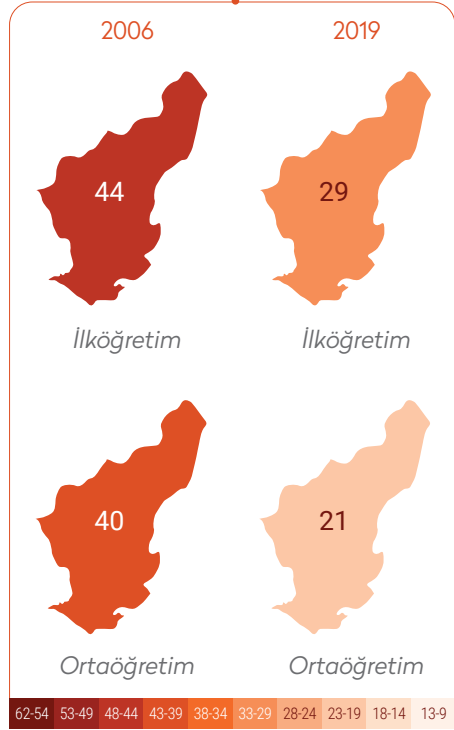 2006 2019
44 29
İlköğretim İlköğretim
40 21
Ortaöğretim Ortaöğretim
62-54 53-49 48-44 43-39 38-34 33-29 28-24 23-19 18-14 13-9